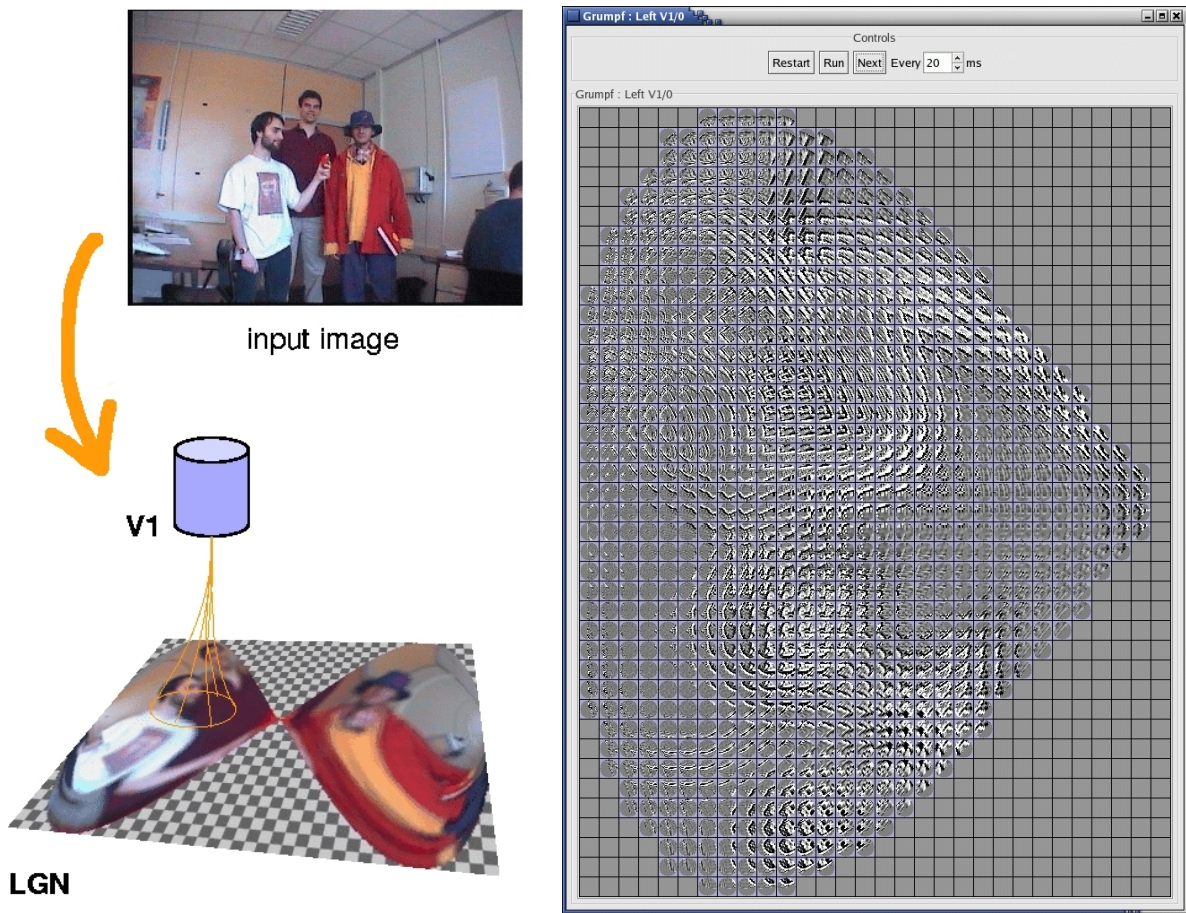 input image
V1
LGN
Grumpf : Left V1/0
Controls
Restart Run Next Every 20 ms
Grumpf : Left V1/0